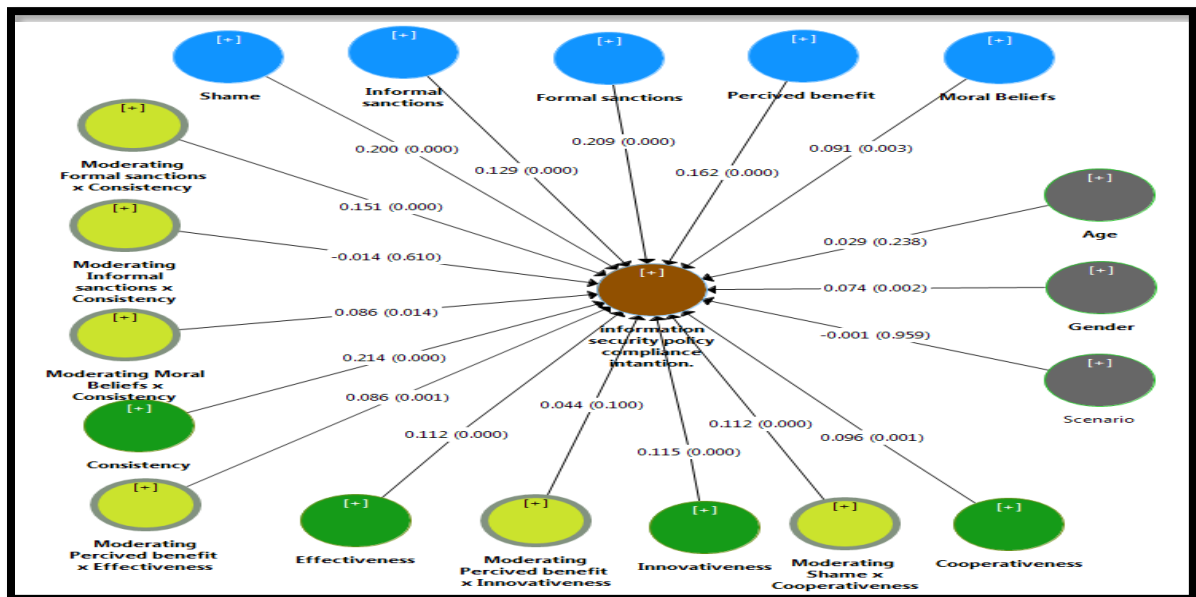 [+]
Shame
[+]
Informal
sanctions
[+]
Formal sanctions
[+]
Percived benefit
[+]
Moral Beliefs
[+]
Moderating
Formal sanctions
x Consistency
[+]
Moderating
Informal
sanctions x
Consistency
[+]
Moderating Moral
Beliefs x
Consistency
[+]
Consistency
[+]
Moderating
Percived benefit
x Effectiveness
0.200 (0.000)
0.129 (0.000)
0.209 (0.000)
0.162 (0.000)
0.091 (0.003)
0.151 (0.000)
-0.014 (0.610)
0.086 (0.014)
0.214 (0.000)
0.086 (0.001)
[+]
information
security policy
compliance
intantion.
0.029 (0.238)
0.074 (0.002)
-0.001 (0.959)
[+]
Age
[+]
Gender
[+]
Scenario
0.112 (0.000)
0.044 (0.100)
0.115 (0.000)
0.112 (0.000)
0.096 (0.001)
[+]
Effectiveness
[+]
Moderating
Percived benefit
x Innovativeness
[+]
Innovativeness
[+]
Moderating
Shame x
Cooperativeness
[+]
Cooperativeness